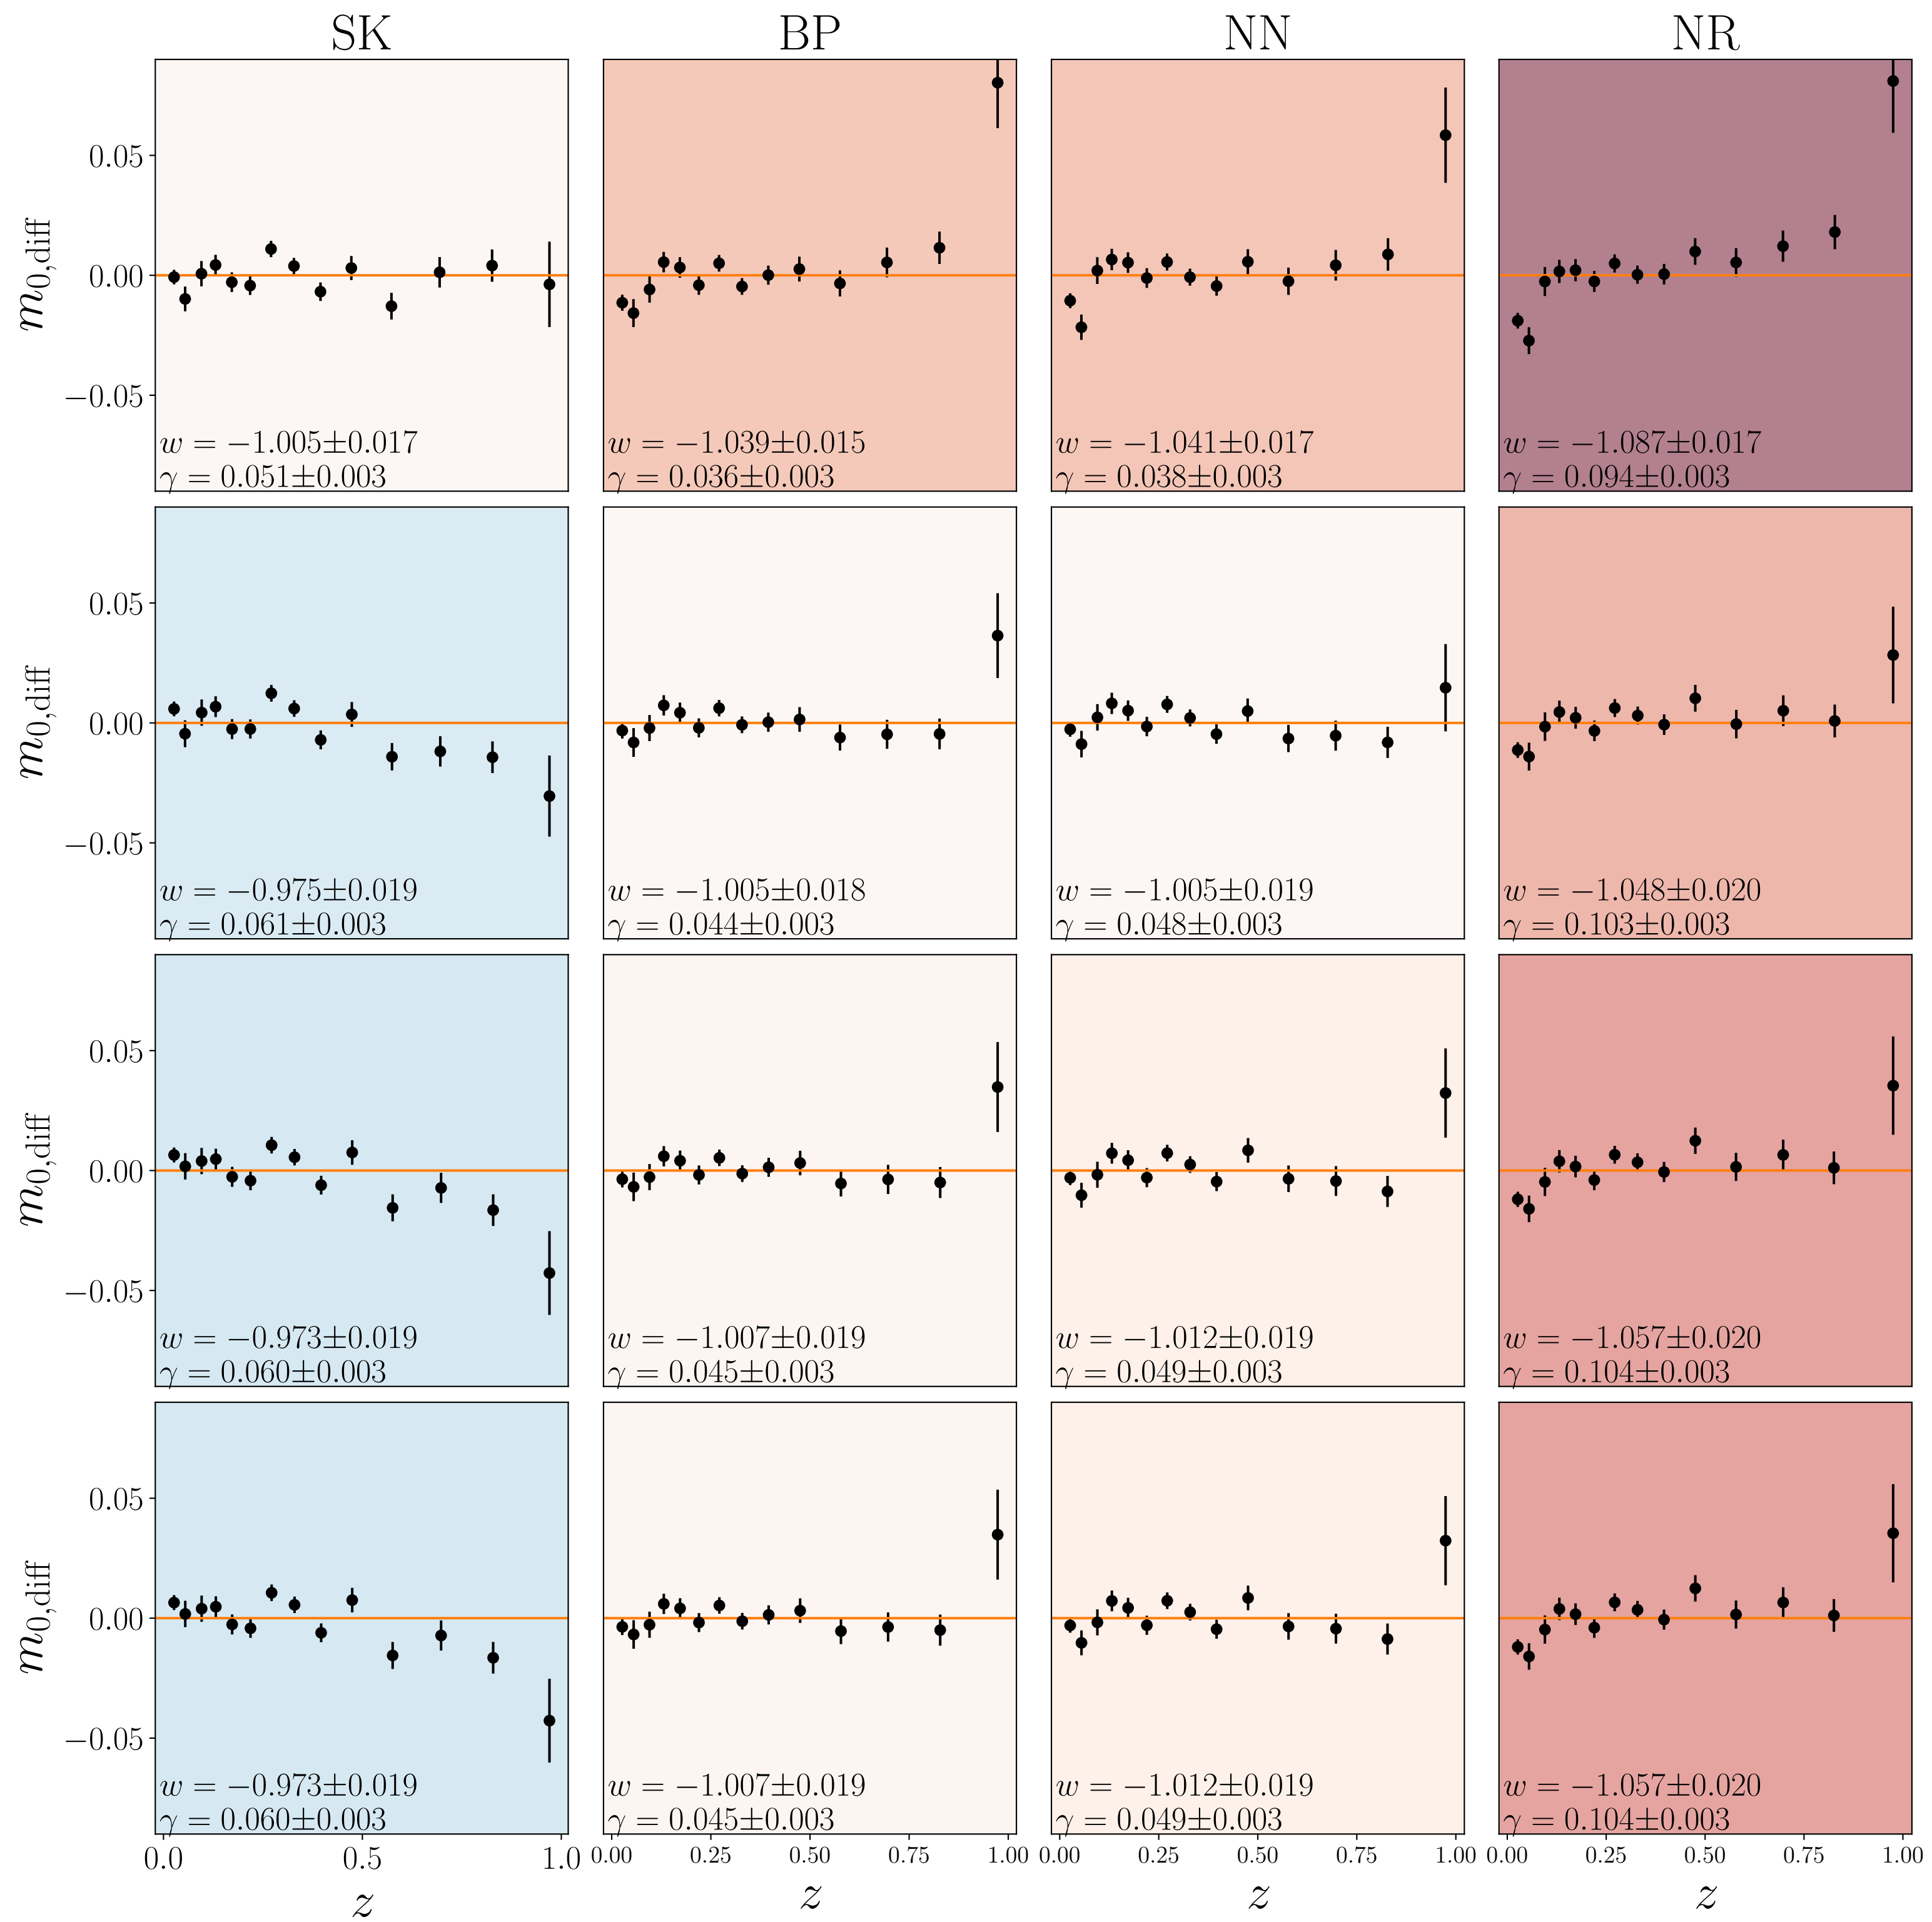 SK BP NN NR
0.05
0.00
−0.05
m0,diff
w = −1.005±0.017
γ = 0.051±0.003
w = −1.039±0.015
γ = 0.036±0.003
w = −1.041±0.017
γ = 0.038±0.003
w = −1.087±0.017
γ = 0.094±0.003
0.05
0.00
−0.05
m0,diff
w = −0.975±0.019
γ = 0.061±0.003
w = −1.005±0.018
γ = 0.044±0.003
w = −1.005±0.019
γ = 0.048±0.003
w = −1.048±0.020
γ = 0.103±0.003
0.05
0.00
−0.05
m0,diff
w = −0.973±0.019
γ = 0.060±0.003
w = −1.007±0.019
γ = 0.045±0.003
w = −1.012±0.019
γ = 0.049±0.003
w = −1.057±0.020
γ = 0.104±0.003
0.05
0.00
−0.05
m0,diff
w = −0.973±0.019
γ = 0.060±0.003
w = −1.007±0.019
γ = 0.045±0.003
w = −1.012±0.019
γ = 0.049±0.003
w = −1.057±0.020
γ = 0.104±0.003
0.0 0.5 1.0
0.00 0.25 0.50 0.75 1.00
0.00 0.25 0.50 0.75 1.00
0.00 0.25 0.50 0.75 1.00
z z z z